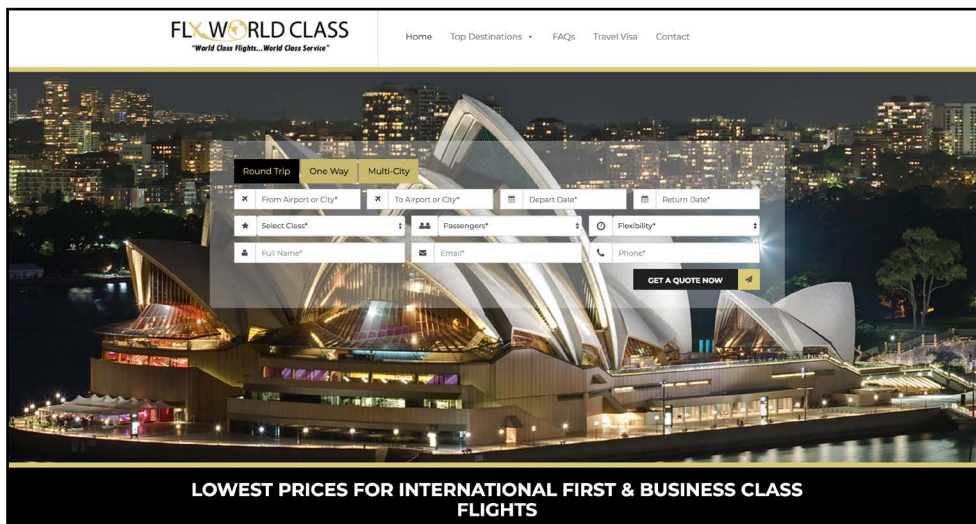 FLY WORLD CLASS
"World Class Flights...World Class Service"
Home Top Destinations FAQs Travel Visa Contact
Round Trip One Way Multi-City
From Airport or City* To Airport or City* Depart Date* Return Date*
Select Class* Passengers* Flexibility*
Full Name* Email* Phone*
GET A QUOTE NOW
LOWEST PRICES FOR INTERNATIONAL FIRST & BUSINESS CLASS
FLIGHTS